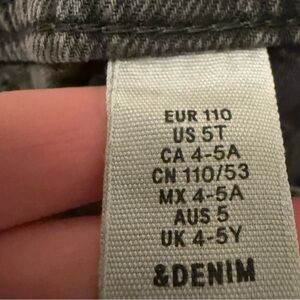 EUR 110
US 5T
CA 4-5A
CN 110/53
MX 4-5A
AUS 5
UK 4-5Y
&DENIM